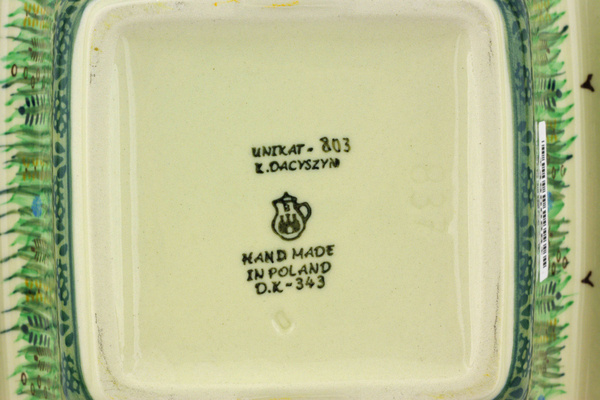 UNIKAT - 803
K. DACYSZYN
HAND MADE
IN POLAND
D.K-343